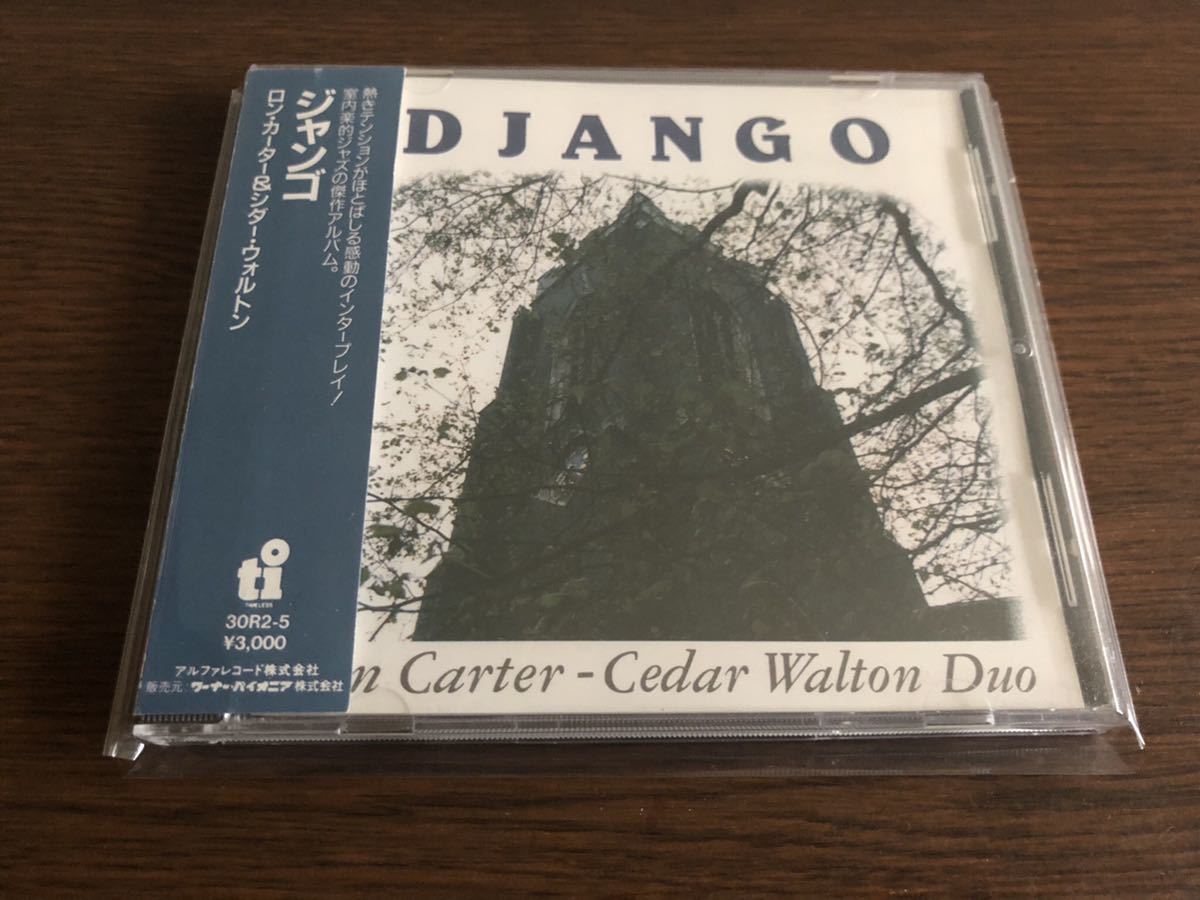 DJANGO
熱きテンションがほとばしる感動のインタープレイ!
室内楽的ジャズの傑作アルバム。
ジャンゴ
ロン・カーター&シダー・ウォルトン
ti
TIMELESS
30R2-5
¥3,000
アルファレコード株式会社
販売元:ワーナー・パイオニア株式会社
n Carter - Cedar Walton Duo